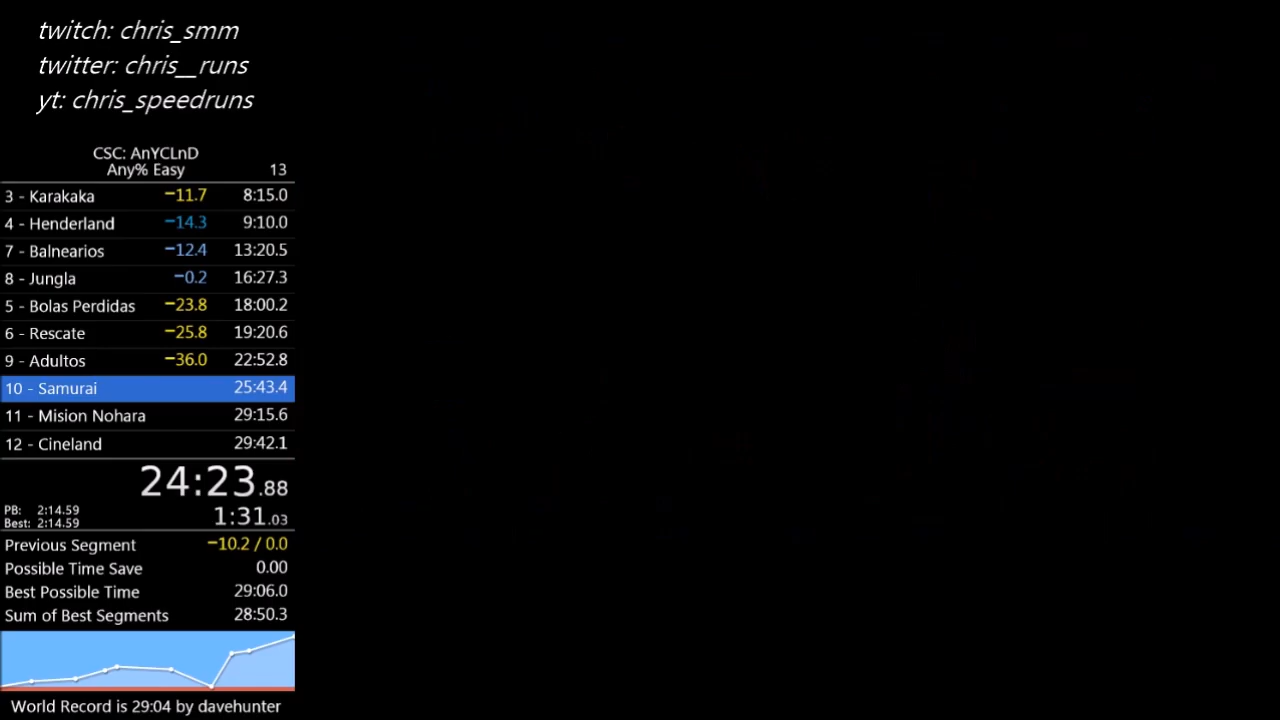 twitch: chris_smm
twitter: chris__runs
yt: chris_speedruns
CSC: AnYCLnD
Any% Easy 13
3 - Karakaka −11.7 8:15.0
4 - Henderland −14.3 9:10.0
7 - Balnearios −12.4 13:20.5
8 - Jungla −0.2 16:27.3
5 - Bolas Perdidas −23.8 18:00.2
6 - Rescate −25.8 19:20.6
9 - Adultos −36.0 22:52.8
10 - Samurai 25:43.4
11 - Mision Nohara 29:15.6
12 - Cineland 29:42.1
24:23.88
PB: 2:14.59
Best: 2:14.59 1:31.03
Previous Segment −10.2 / 0.0
Possible Time Save 0.00
Best Possible Time 29:06.0
Sum of Best Segments 28:50.3
World Record is 29:04 by davehunter